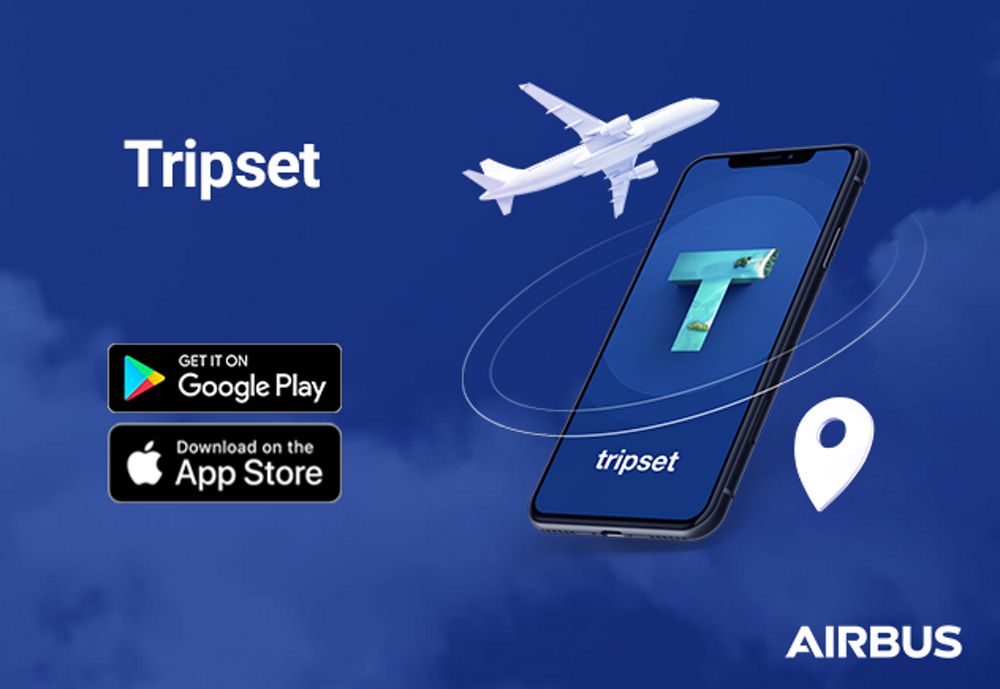 Tripset
GET IT ON
Google Play
Download on the
App Store
T
tripset
AIRBUS